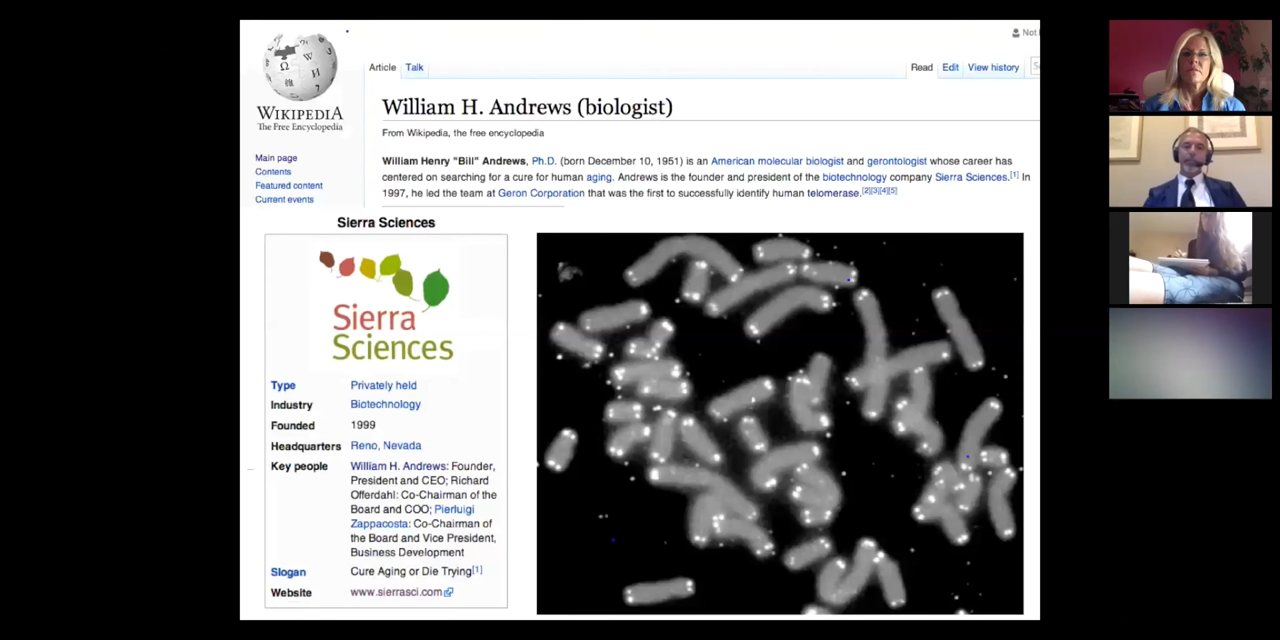 Not
Article Talk Read Edit View history
WIKIPEDIA
The Free Encyclopedia
William H. Andrews (biologist)
From Wikipedia, the free encyclopedia
Main page
Contents
Featured content
Current events
William Henry "Bill" Andrews, Ph.D. (born December 10, 1951) is an American molecular biologist and gerontologist whose career has
centered on searching for a cure for human aging. Andrews is the founder and president of the biotechnology company Sierra Sciences.[1] In
1997, he led the team at Geron Corporation that was the first to successfully identify human telomerase.[2][3][4][5]
Sierra Sciences
Sierra
Sciences
Type Privately held
Industry Biotechnology
Founded 1999
Headquarters Reno, Nevada
Key people William H. Andrews: Founder,
President and CEO; Richard
Offerdahl: Co-Chairman of the
Board and COO; Pierluigi
Zappacosta: Co-Chairman of
the Board and Vice President,
Business Development
Slogan Cure Aging or Die Trying[1]
Website www.sierrasci.com